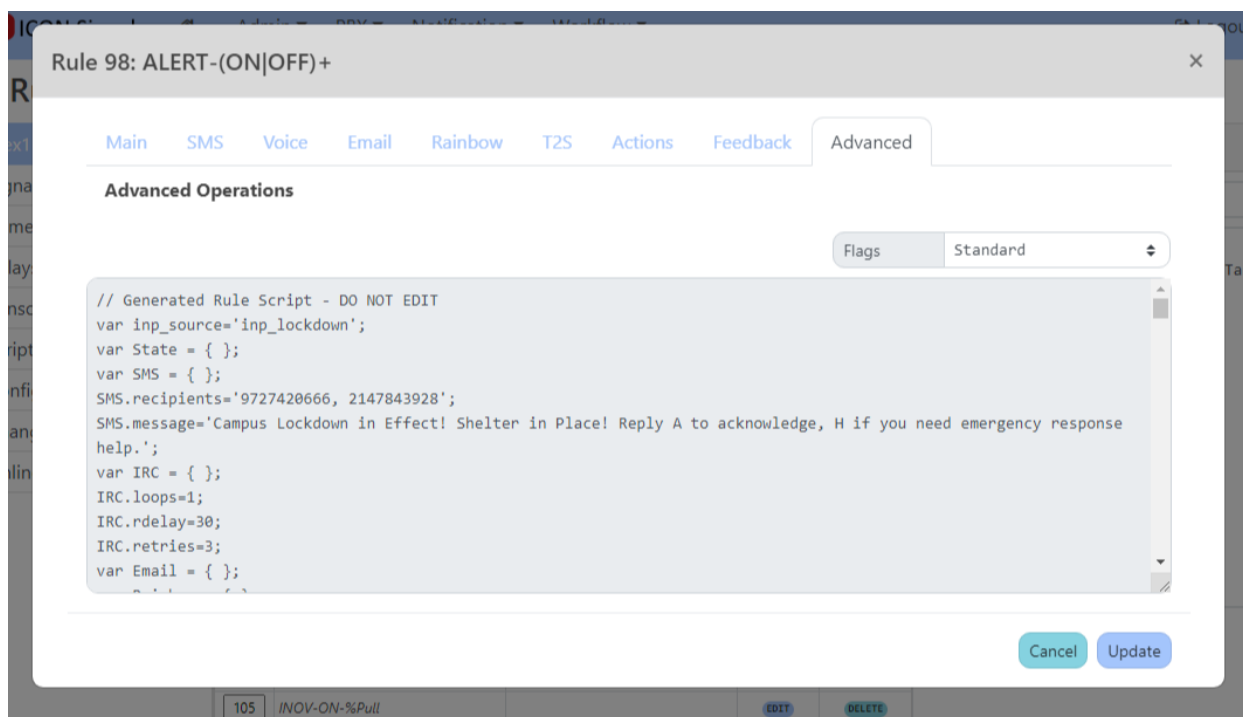 Rule 98: ALERT-(ON|OFF)+ ×
Main SMS Voice Email Rainbow T2S Actions Feedback Advanced
Advanced Operations
Flags Standard
// Generated Rule Script - DO NOT EDIT
var inp_source='inp_lockdown';
var State = { };
var SMS = { };
SMS.recipients='9727420666, 2147843928';
SMS.message='Campus Lockdown in Effect! Shelter in Place! Reply A to acknowledge, H if you need emergency response
help.';
var IRC = { };
IRC.loops=1;
IRC.rdelay=30;
IRC.retries=3;
var Email = { };
Cancel Update
105 INOV-ON-%Pull EDIT DELETE